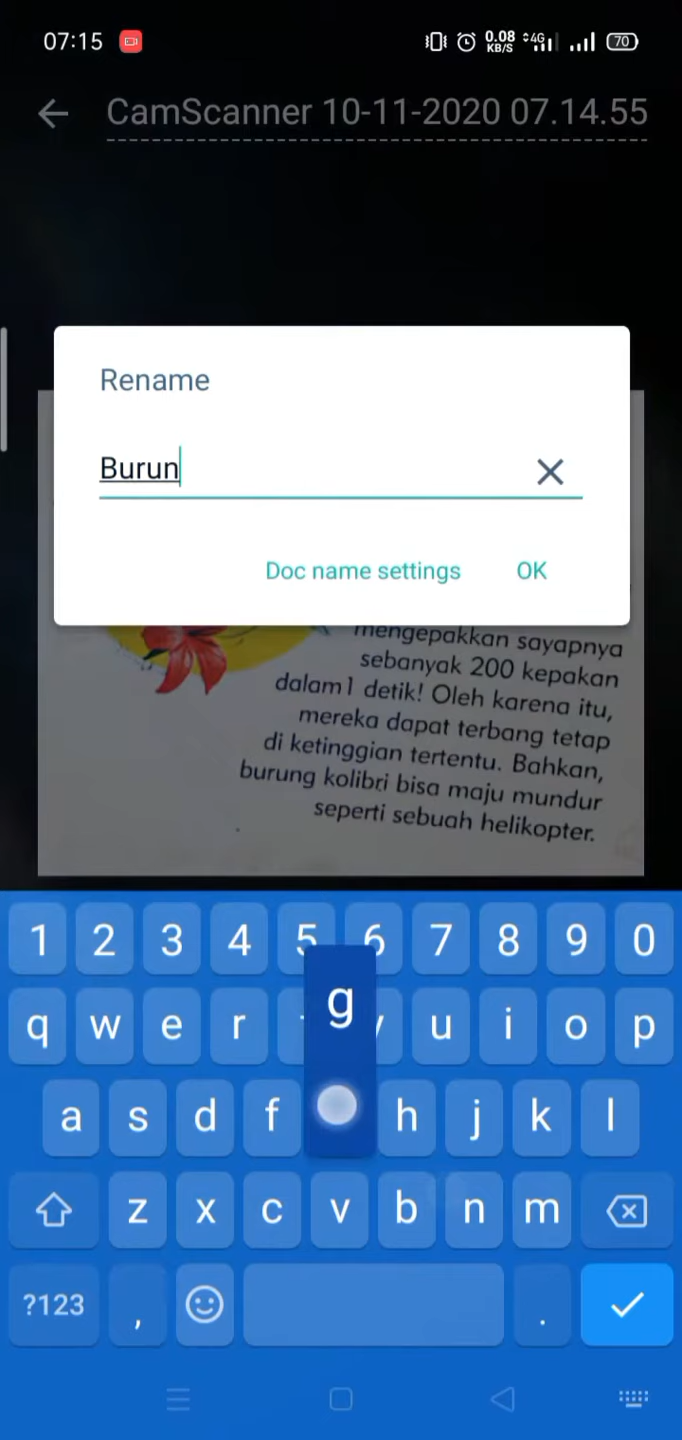 07:15 0.08 KB/S 4G 70
CamScanner 10-11-2020 07.14.55
Rename
Burun
Doc name settings OK
mengepakkan sayapnya
sebanyak 200 kepakan
dalam 1 detik! Oleh karena itu,
mereka dapat terbang tetap
di ketinggian tertentu. Bahkan,
burung kolibri bisa maju mundur
seperti sebuah helikopter.
1 2 3 4 5 6 7 8 9 0
q w e r u i o p
g
a s d f h j k l
z x c v b n m
?123 , .